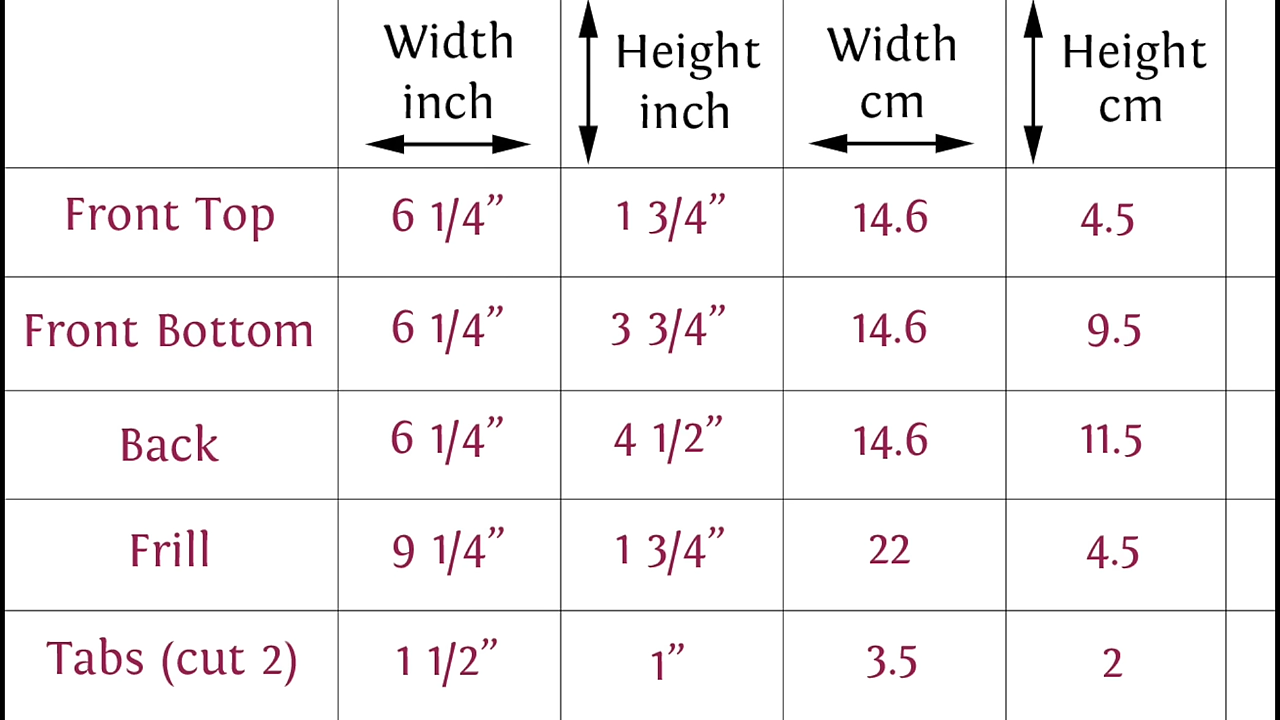 Width inch Height inch Width cm Height cm
Front Top 6 1/4” 1 3/4” 14.6 4.5
Front Bottom 6 1/4” 3 3/4” 14.6 9.5
Back 6 1/4” 4 1/2” 14.6 11.5
Frill 9 1/4” 1 3/4” 22 4.5
Tabs (cut 2) 1 1/2” 1” 3.5 2